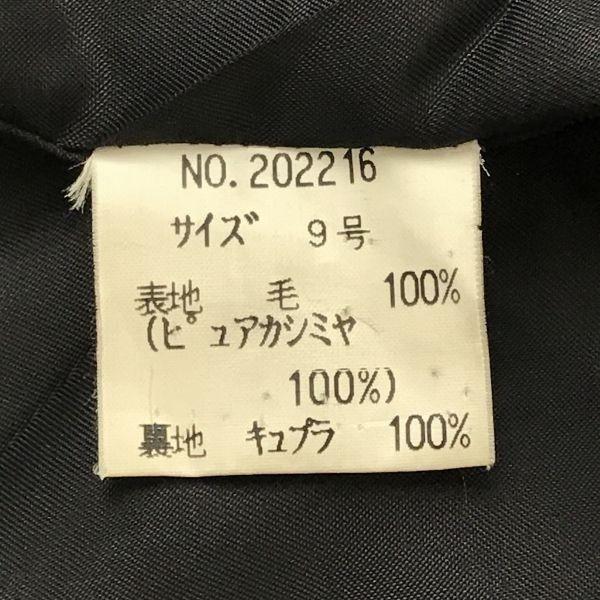 NO.202216
サイズ 9号
表地 毛 100%
(ピュアカシミヤ
100%)
裏地 キュプラ 100%